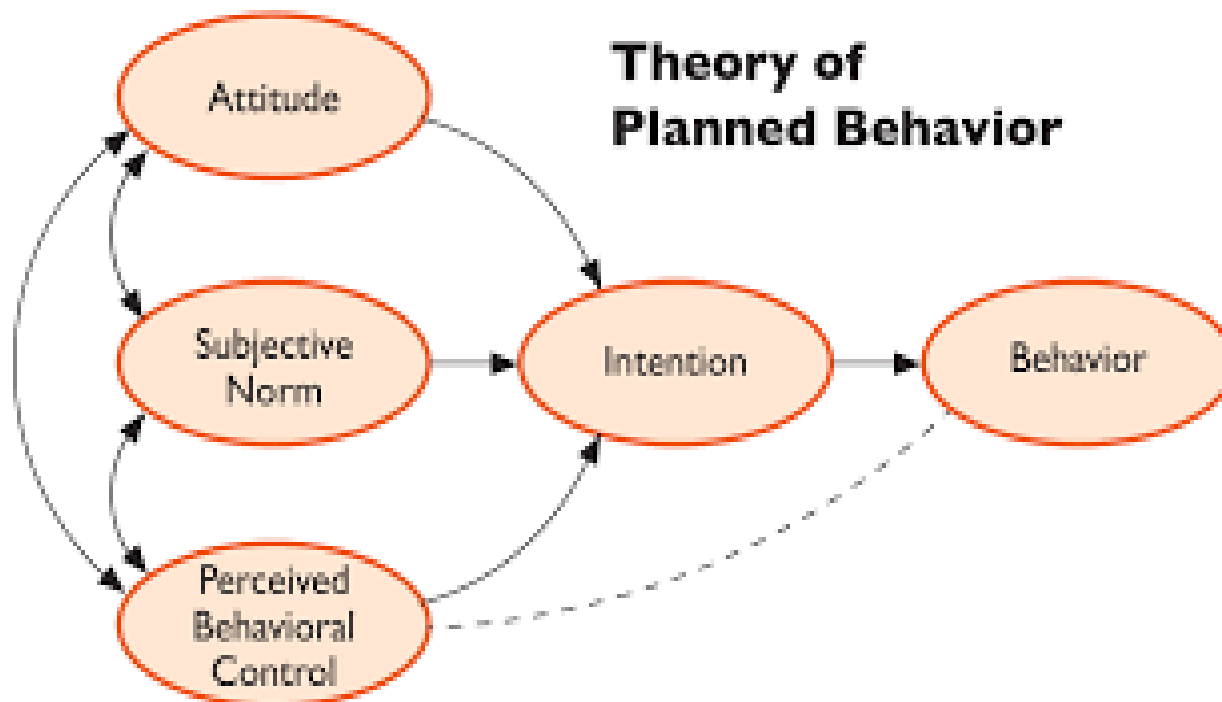 Theory of
Planned Behavior
Attitude
Subjective
Norm
Intention
Behavior
Perceived
Behavioral
Control